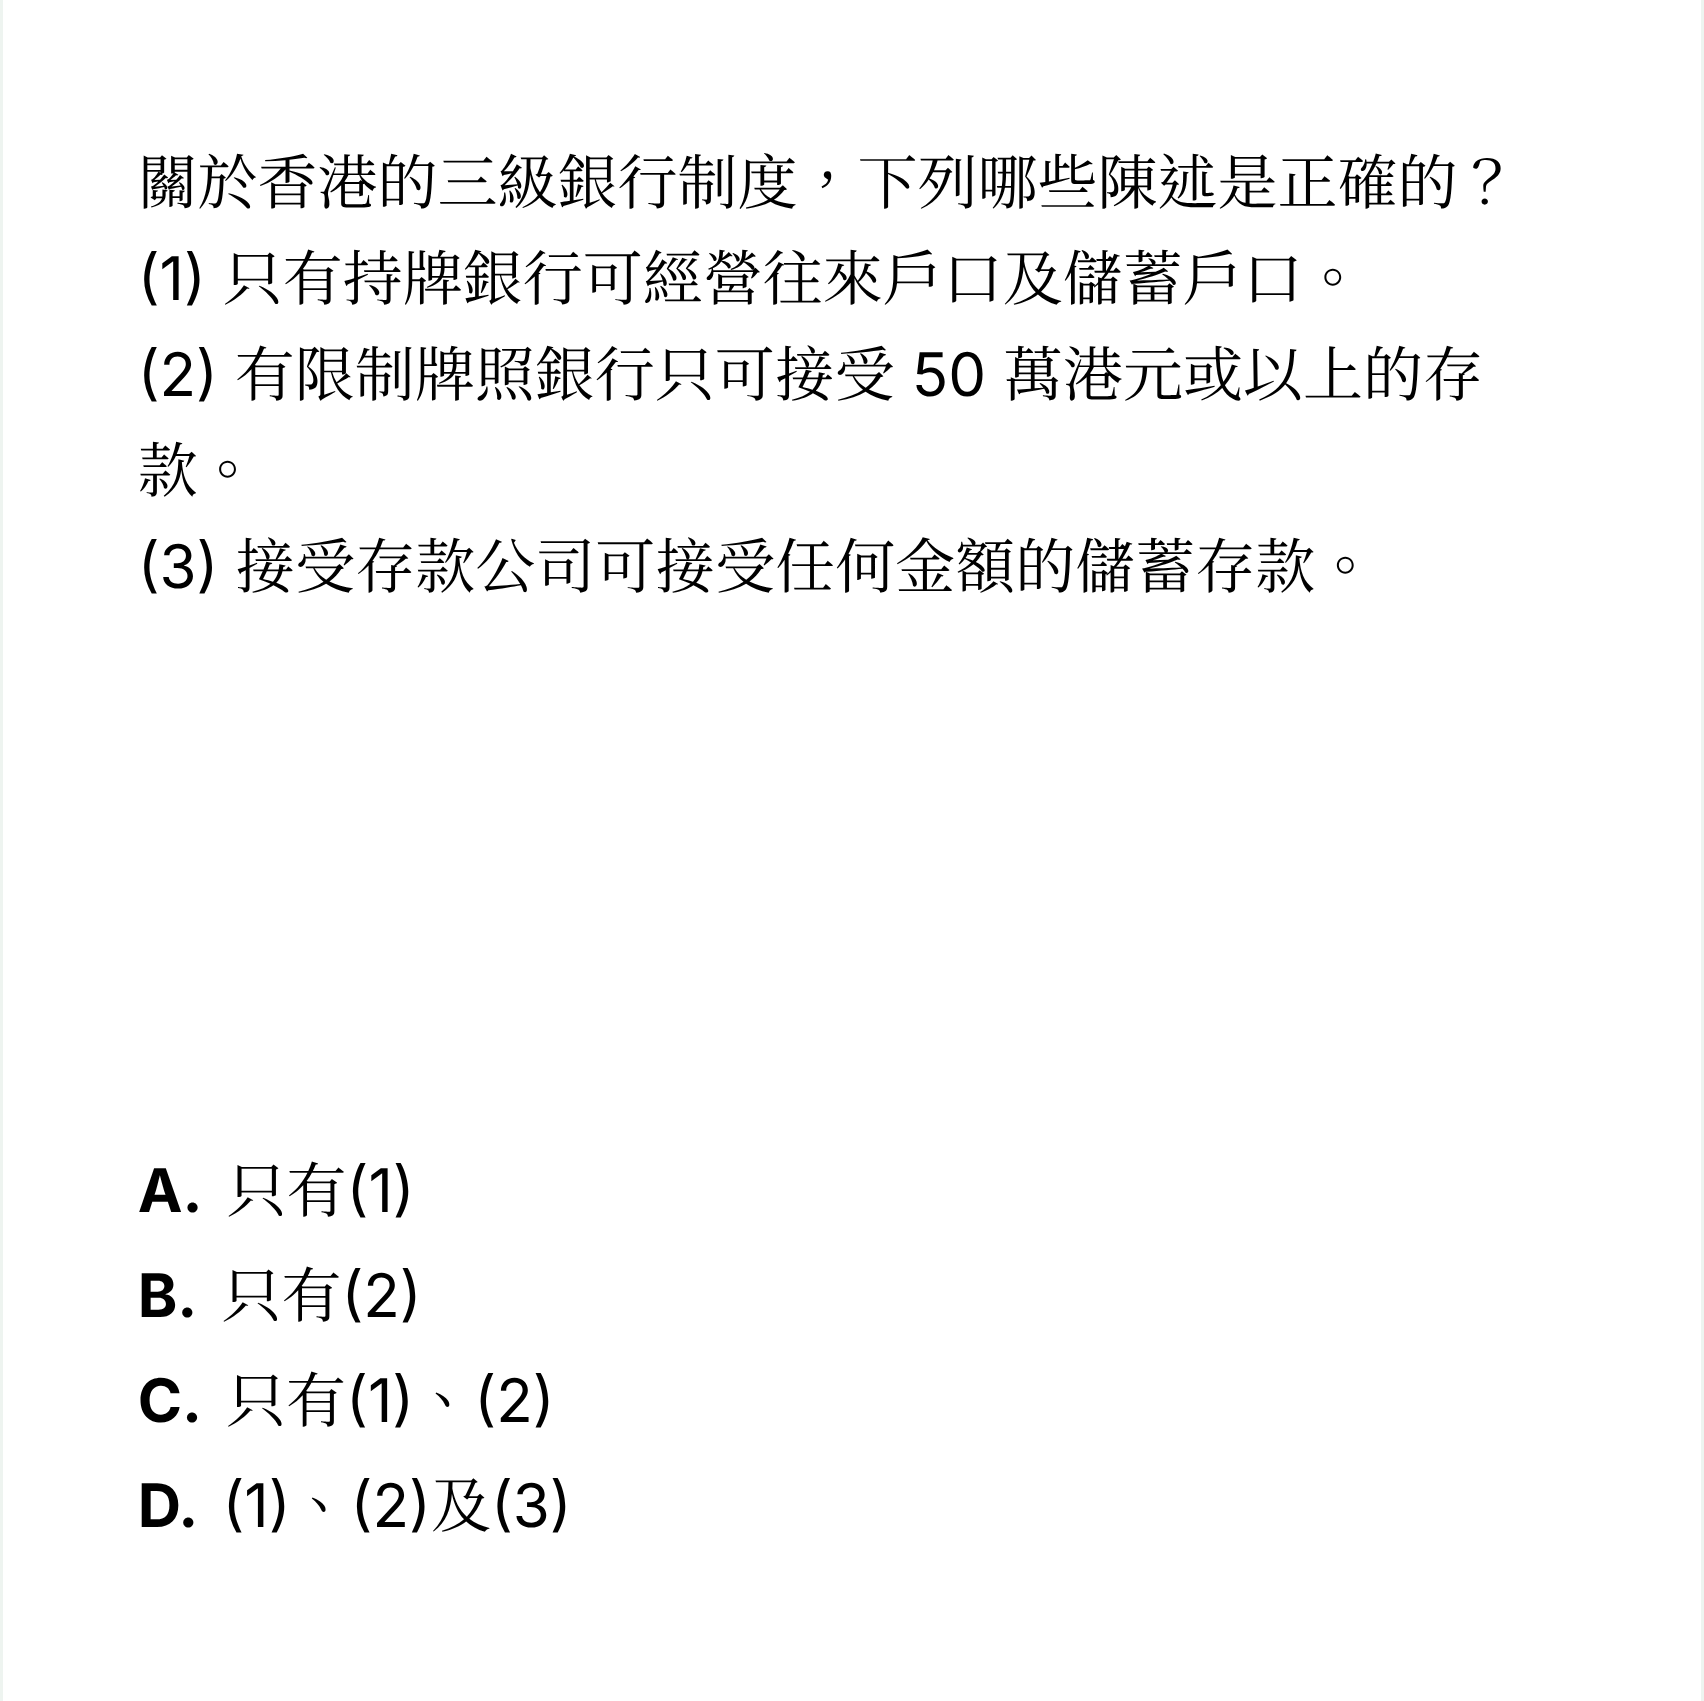 關於香港的三級銀行制度，下列哪些陳述是正確的？
(1) 只有持牌銀行可經營往來戶口及儲蓄戶口。
(2) 有限制牌照銀行只可接受 50 萬港元或以上的存
款。
(3) 接受存款公司可接受任何金額的儲蓄存款。
A. 只有(1)
B. 只有(2)
C. 只有(1)、(2)
D. (1)、(2)及(3)